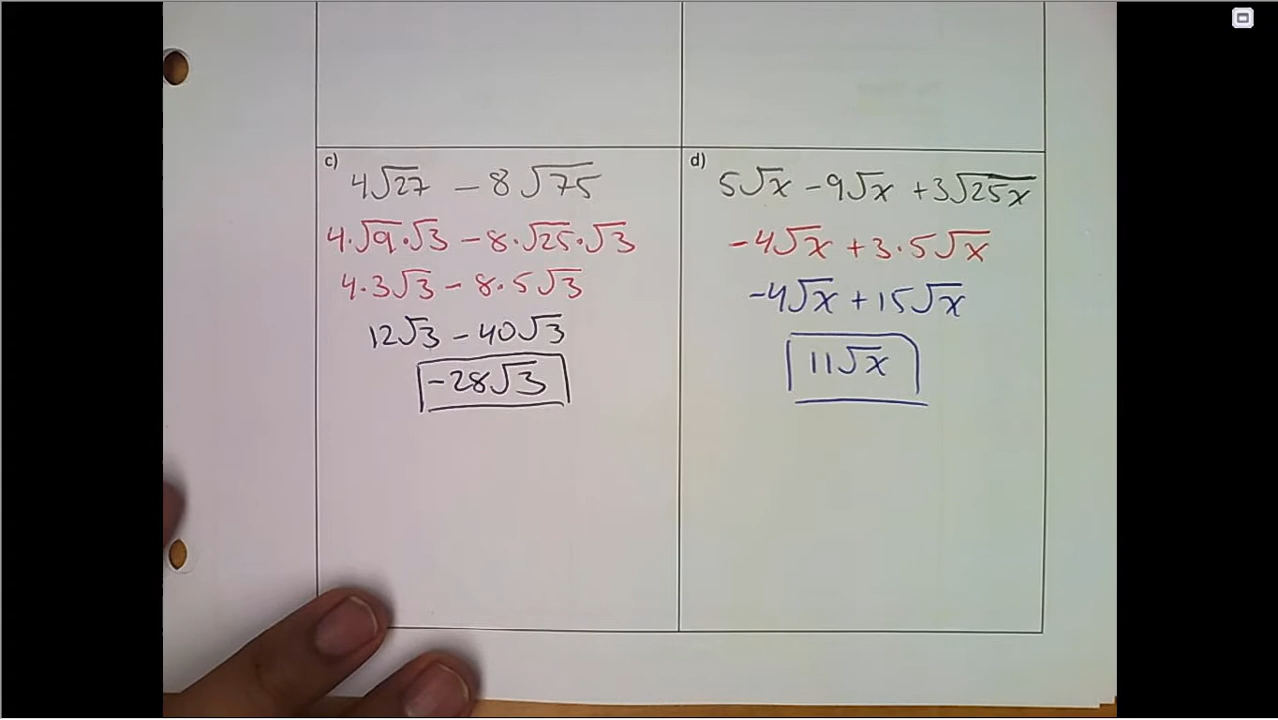 c)
4√27 - 8√75
4·√9·√3 - 8·√25·√3
4·3√3 - 8·5√3
12√3 - 40√3
-28√3
d)
5√x - 9√x + 3√25x
-4√x + 3·5√x
-4√x + 15√x
11√x